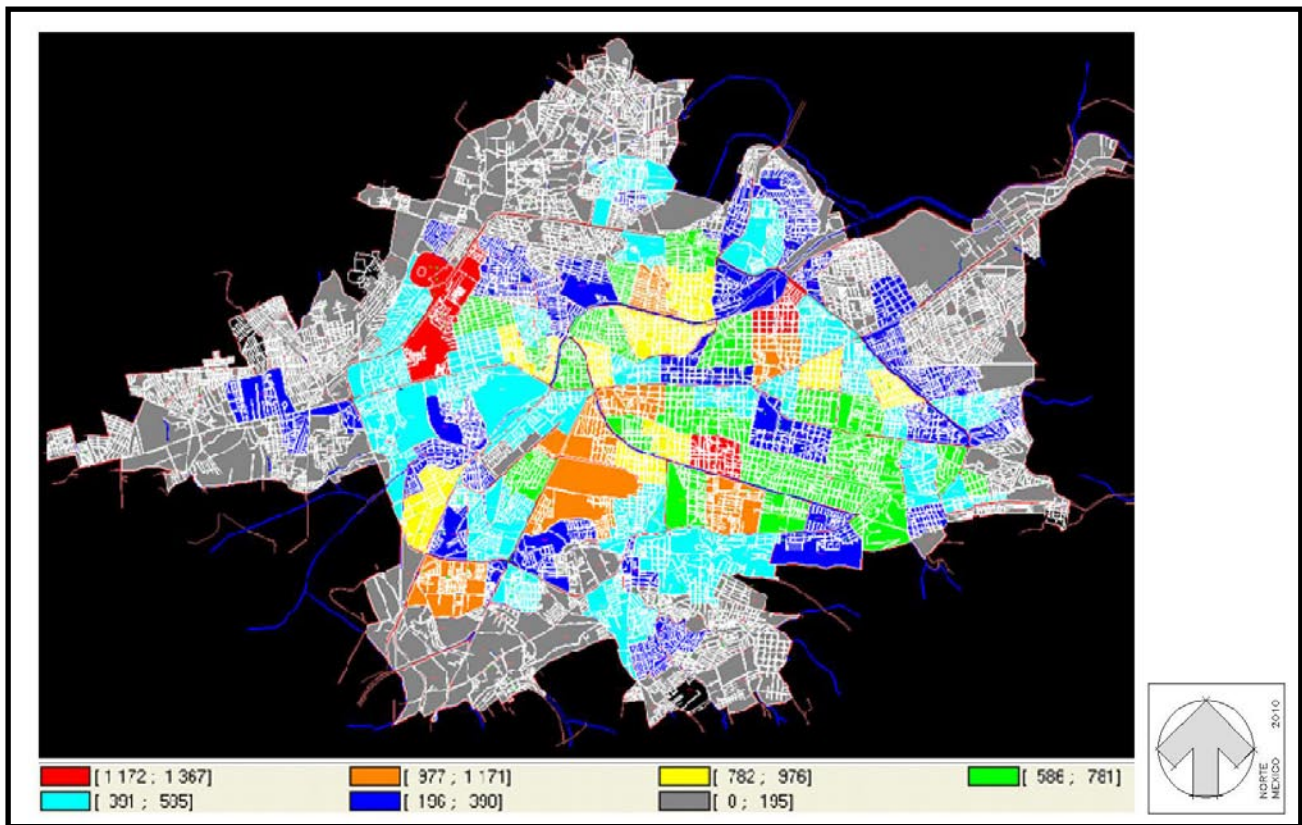 [ 1 172 ; 1 367]
[ 977 ; 1 171]
[ 782 ; 976]
[ 586 ; 781]
[ 391 ; 585]
[ 196 ; 390]
[ 0 ; 195]
NORTE 2010
MEXICO